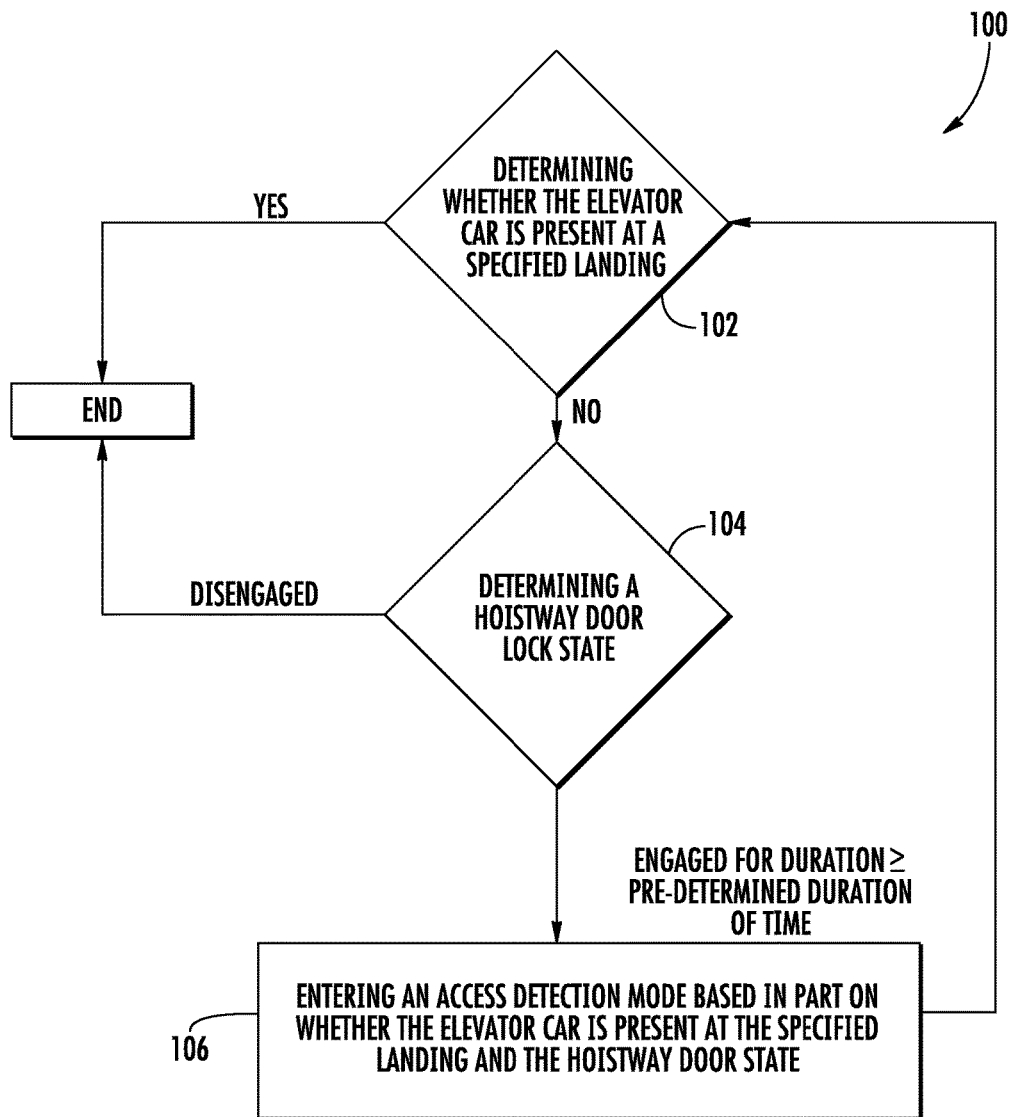 100
DETERMINING
WHETHER THE ELEVATOR
CAR IS PRESENT AT A
SPECIFIED LANDING
YES
102
END
NO
104
DETERMINING A
HOISTWAY DOOR
LOCK STATE
DISENGAGED
ENGAGED FOR DURATION ≥
PRE-DETERMINED DURATION
OF TIME
ENTERING AN ACCESS DETECTION MODE BASED IN PART ON
WHETHER THE ELEVATOR CAR IS PRESENT AT THE SPECIFIED
LANDING AND THE HOISTWAY DOOR STATE
106